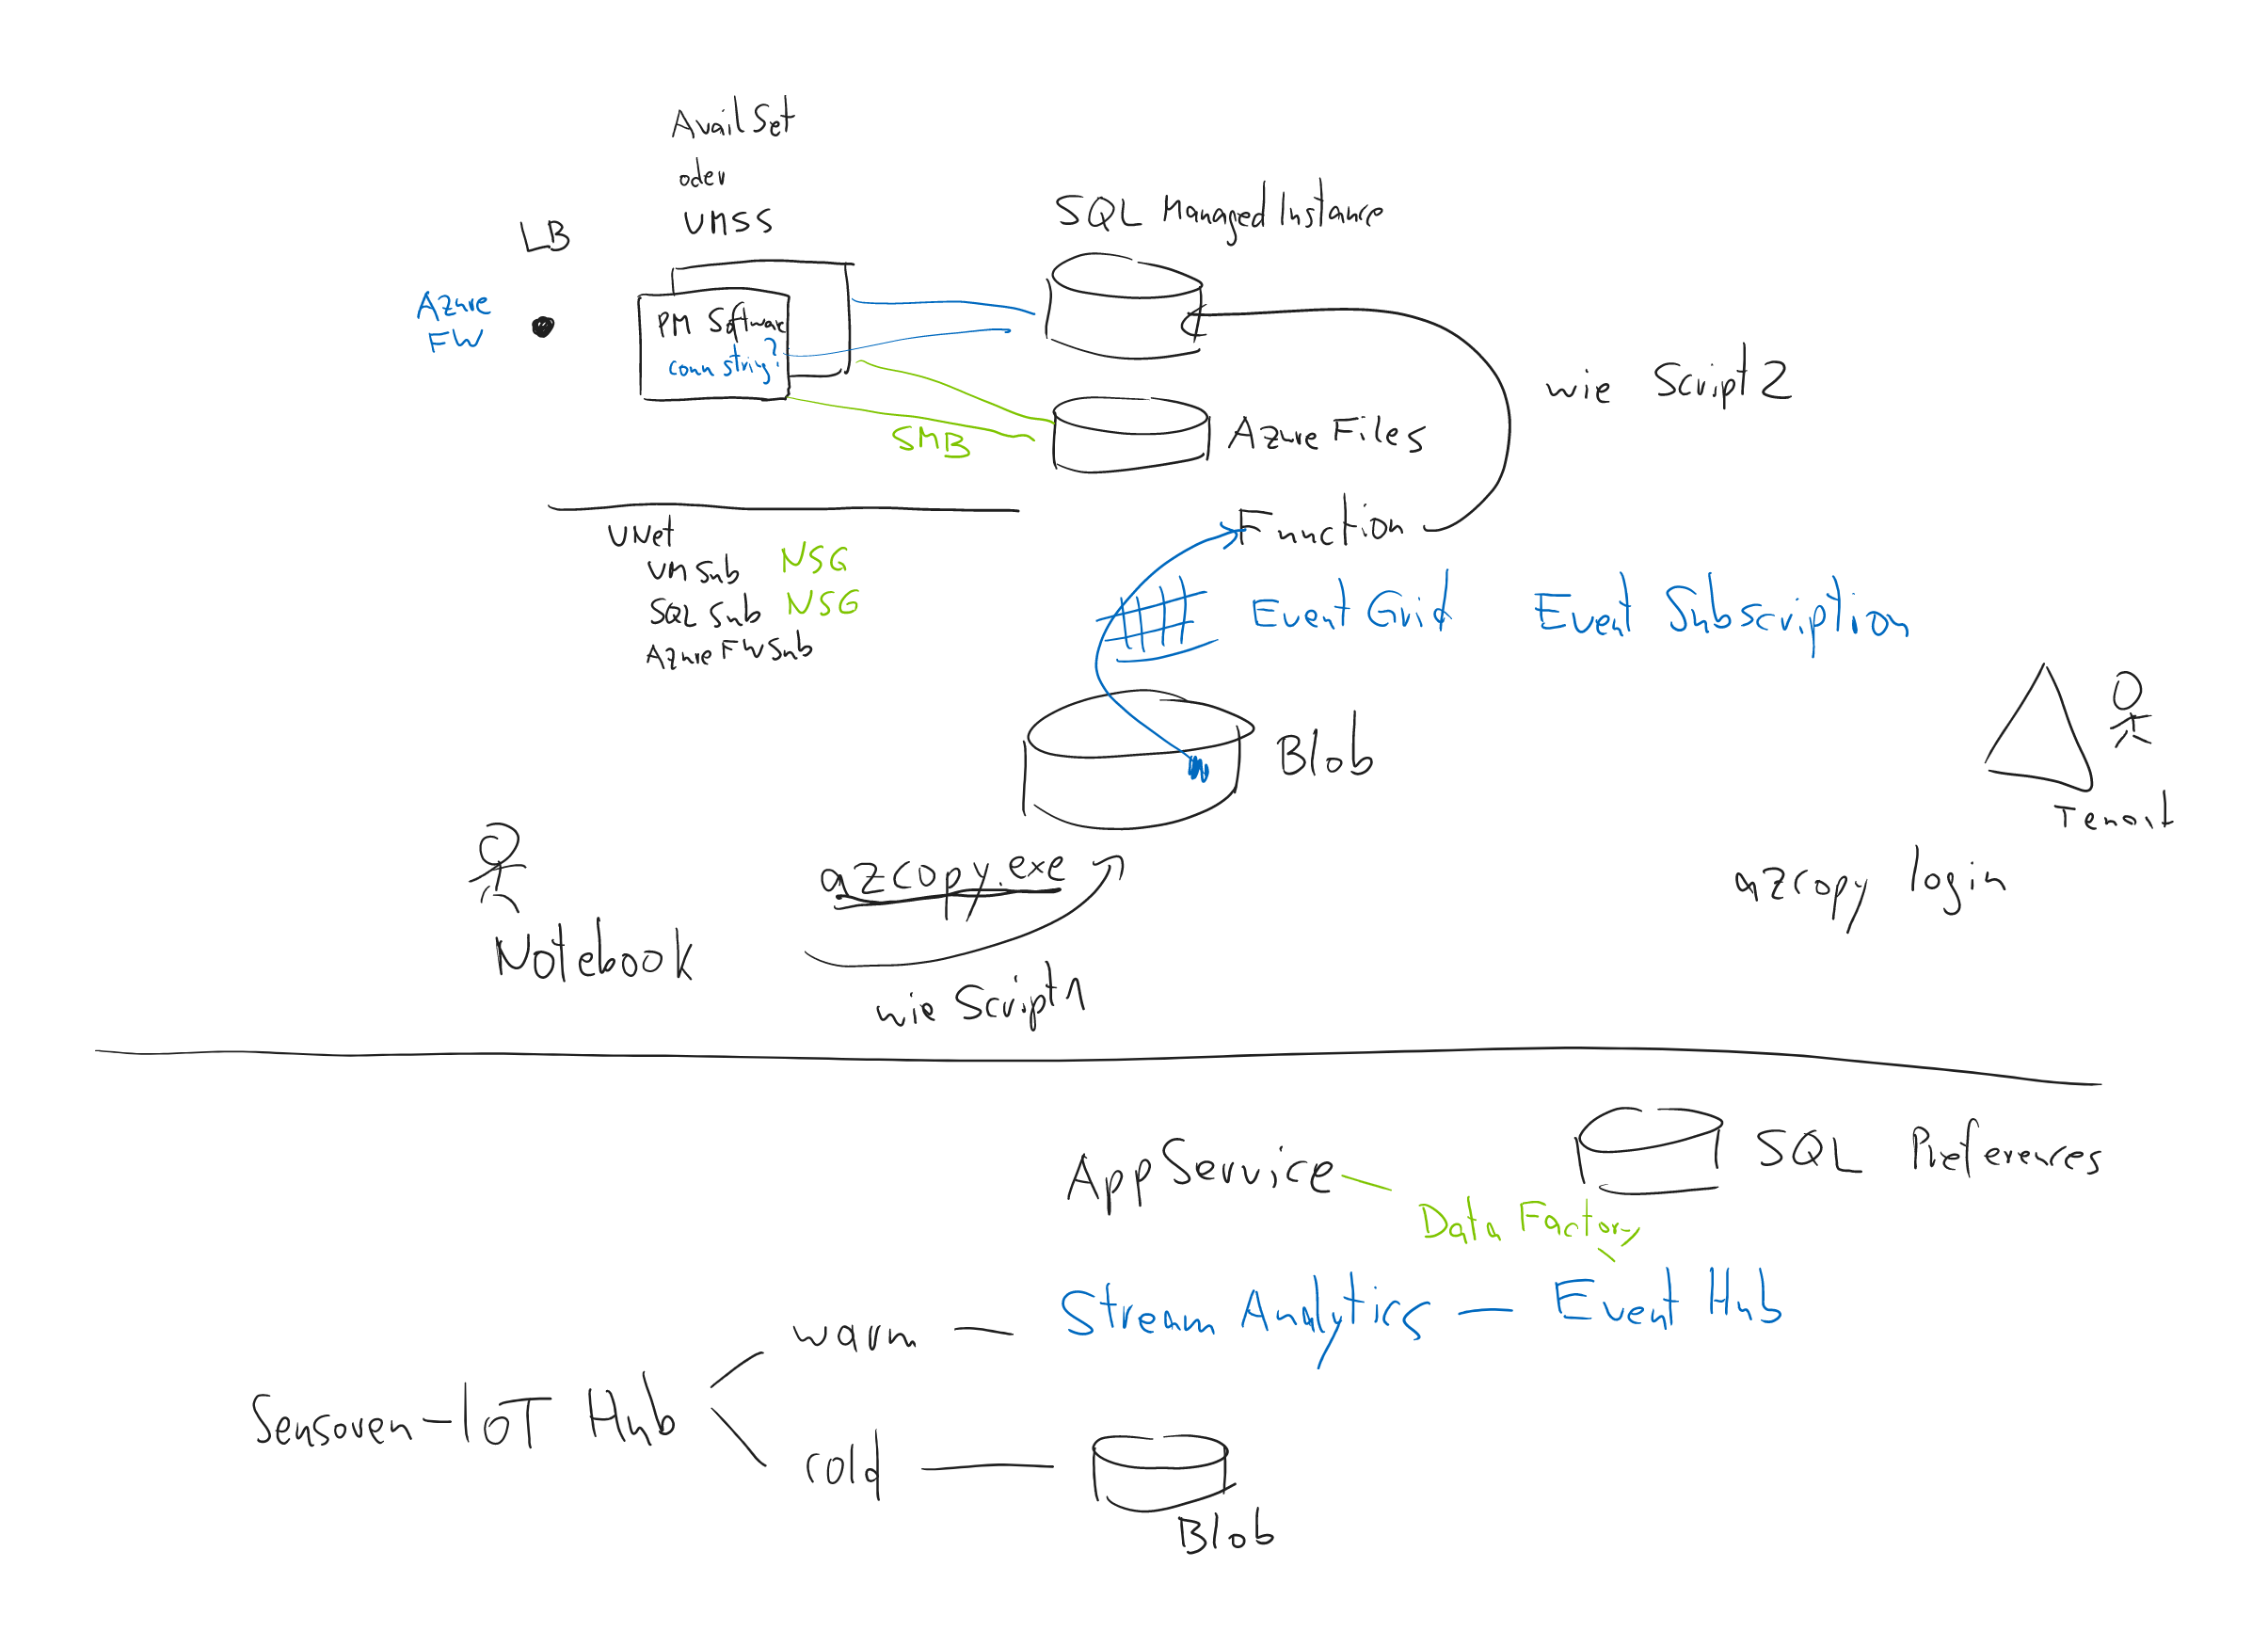 AvailSet
oder
VMSS
LB
SQL Managed Instance
Azure
FW
PM Software
conn string?
SMB
Azure Files
wie Script 2
VNet
VM Sub NSG
SQL Sub NSG
Azure FW Sub
Function
Event Grid Event Subscription
Blob
Tenant
azcopy.exe
azcopy login
Notebook
wie Script 1
App Service
SQL Preferences
Data Factory
warm — Stream Analytics — Event Hub
Sensoren-IoT Hub
cold
Blob